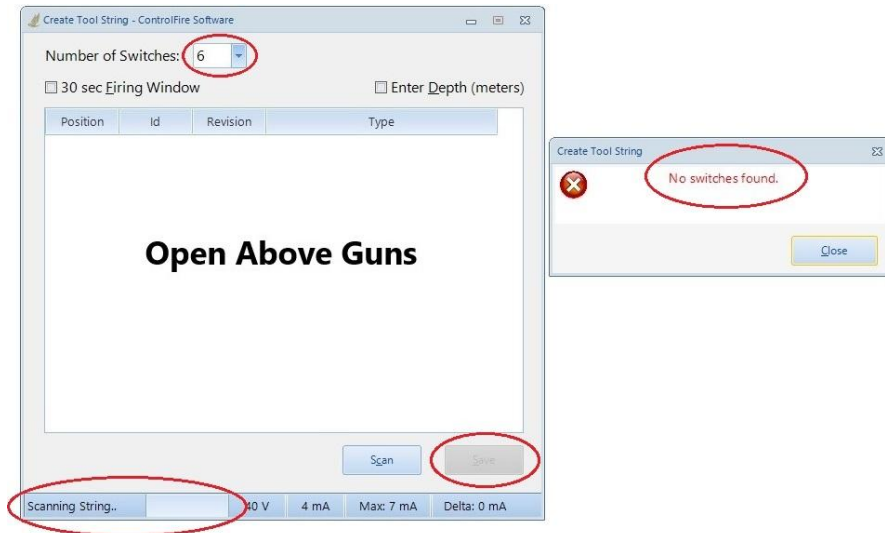 Create Tool String - ControlFire Software
Number of Switches: 6
30 sec Firing Window Enter Depth (meters)
Position Id Revision Type
Open Above Guns
Scan Save
Scanning String.. 40 V 4 mA Max: 7 mA Delta: 0 mA
Create Tool String
No switches found.
Close